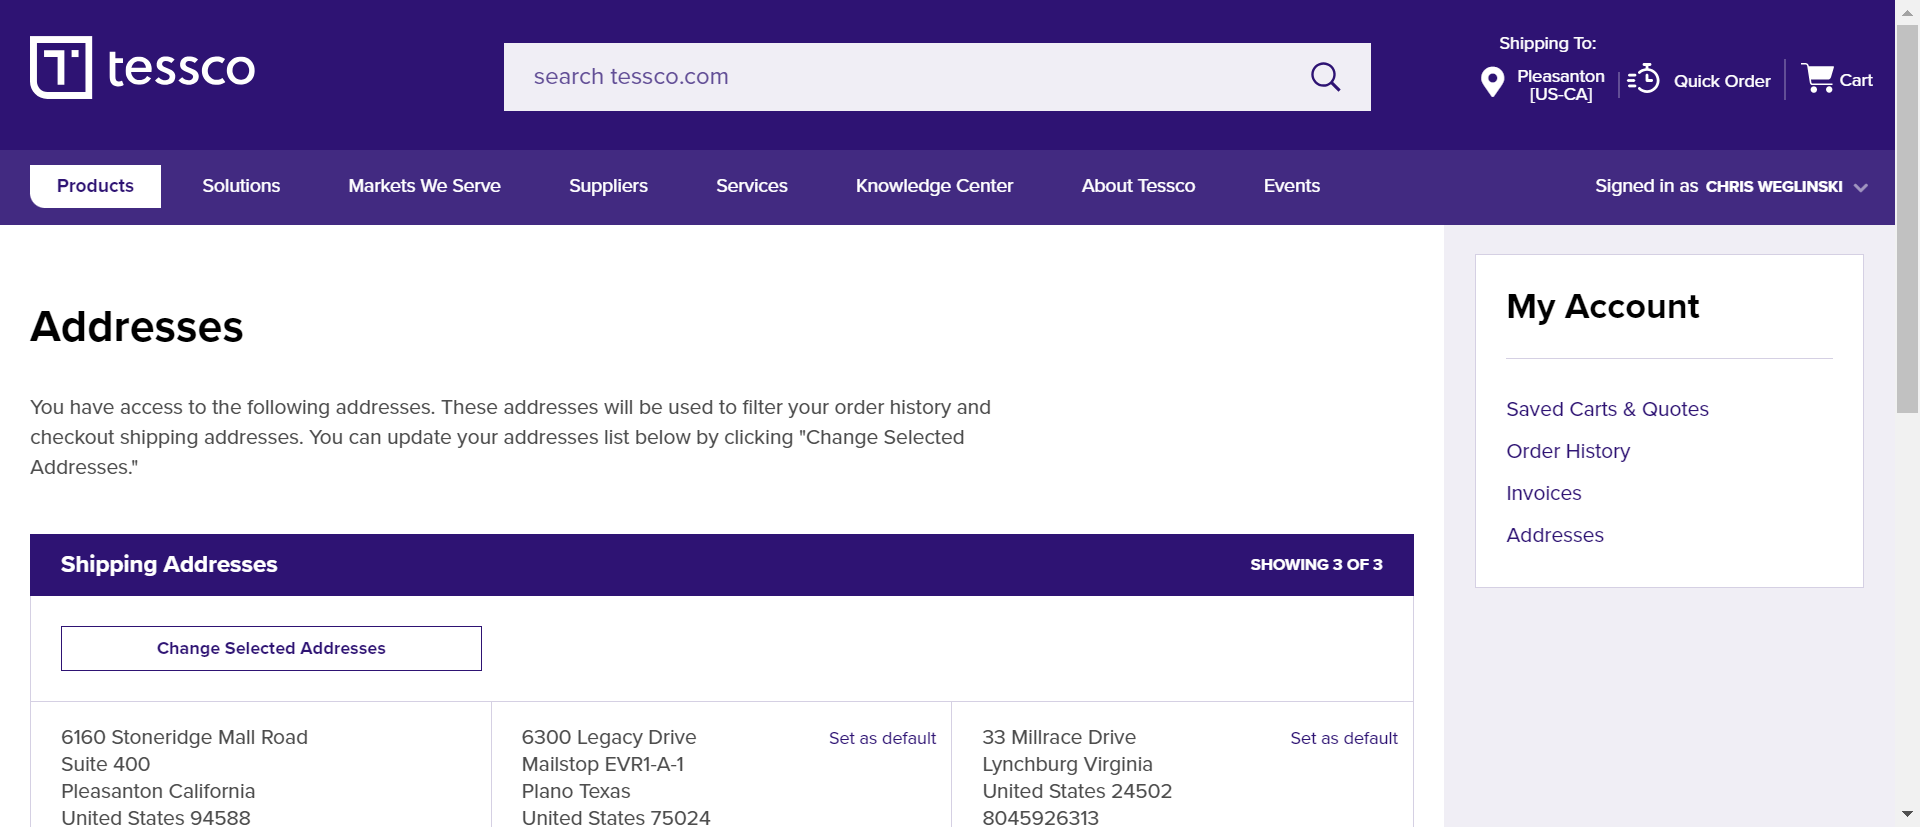 tessco
search tessco.com
Shipping To:
Pleasanton
[US-CA]
Quick Order
Cart
Products
Solutions
Markets We Serve
Suppliers
Services
Knowledge Center
About Tessco
Events
Signed in as CHRIS WEGLINSKI
Addresses
You have access to the following addresses. These addresses will be used to filter your order history and
checkout shipping addresses. You can update your addresses list below by clicking "Change Selected
Addresses."
Shipping Addresses
SHOWING 3 OF 3
Change Selected Addresses
6160 Stoneridge Mall Road
Suite 400
Pleasanton California
United States 94588
6300 Legacy Drive
Set as default
Mailstop EVR1-A-1
Plano Texas
United States 75024
33 Millrace Drive
Set as default
Lynchburg Virginia
United States 24502
8045926313
My Account
Saved Carts & Quotes
Order History
Invoices
Addresses